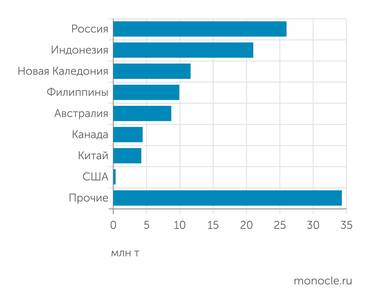 Россия
Индонезия
Новая Каледония
Филиппины
Австралия
Канада
Китай
США
Прочие
0 5 10 15 20 25 30 35
млн т
monocle.ru